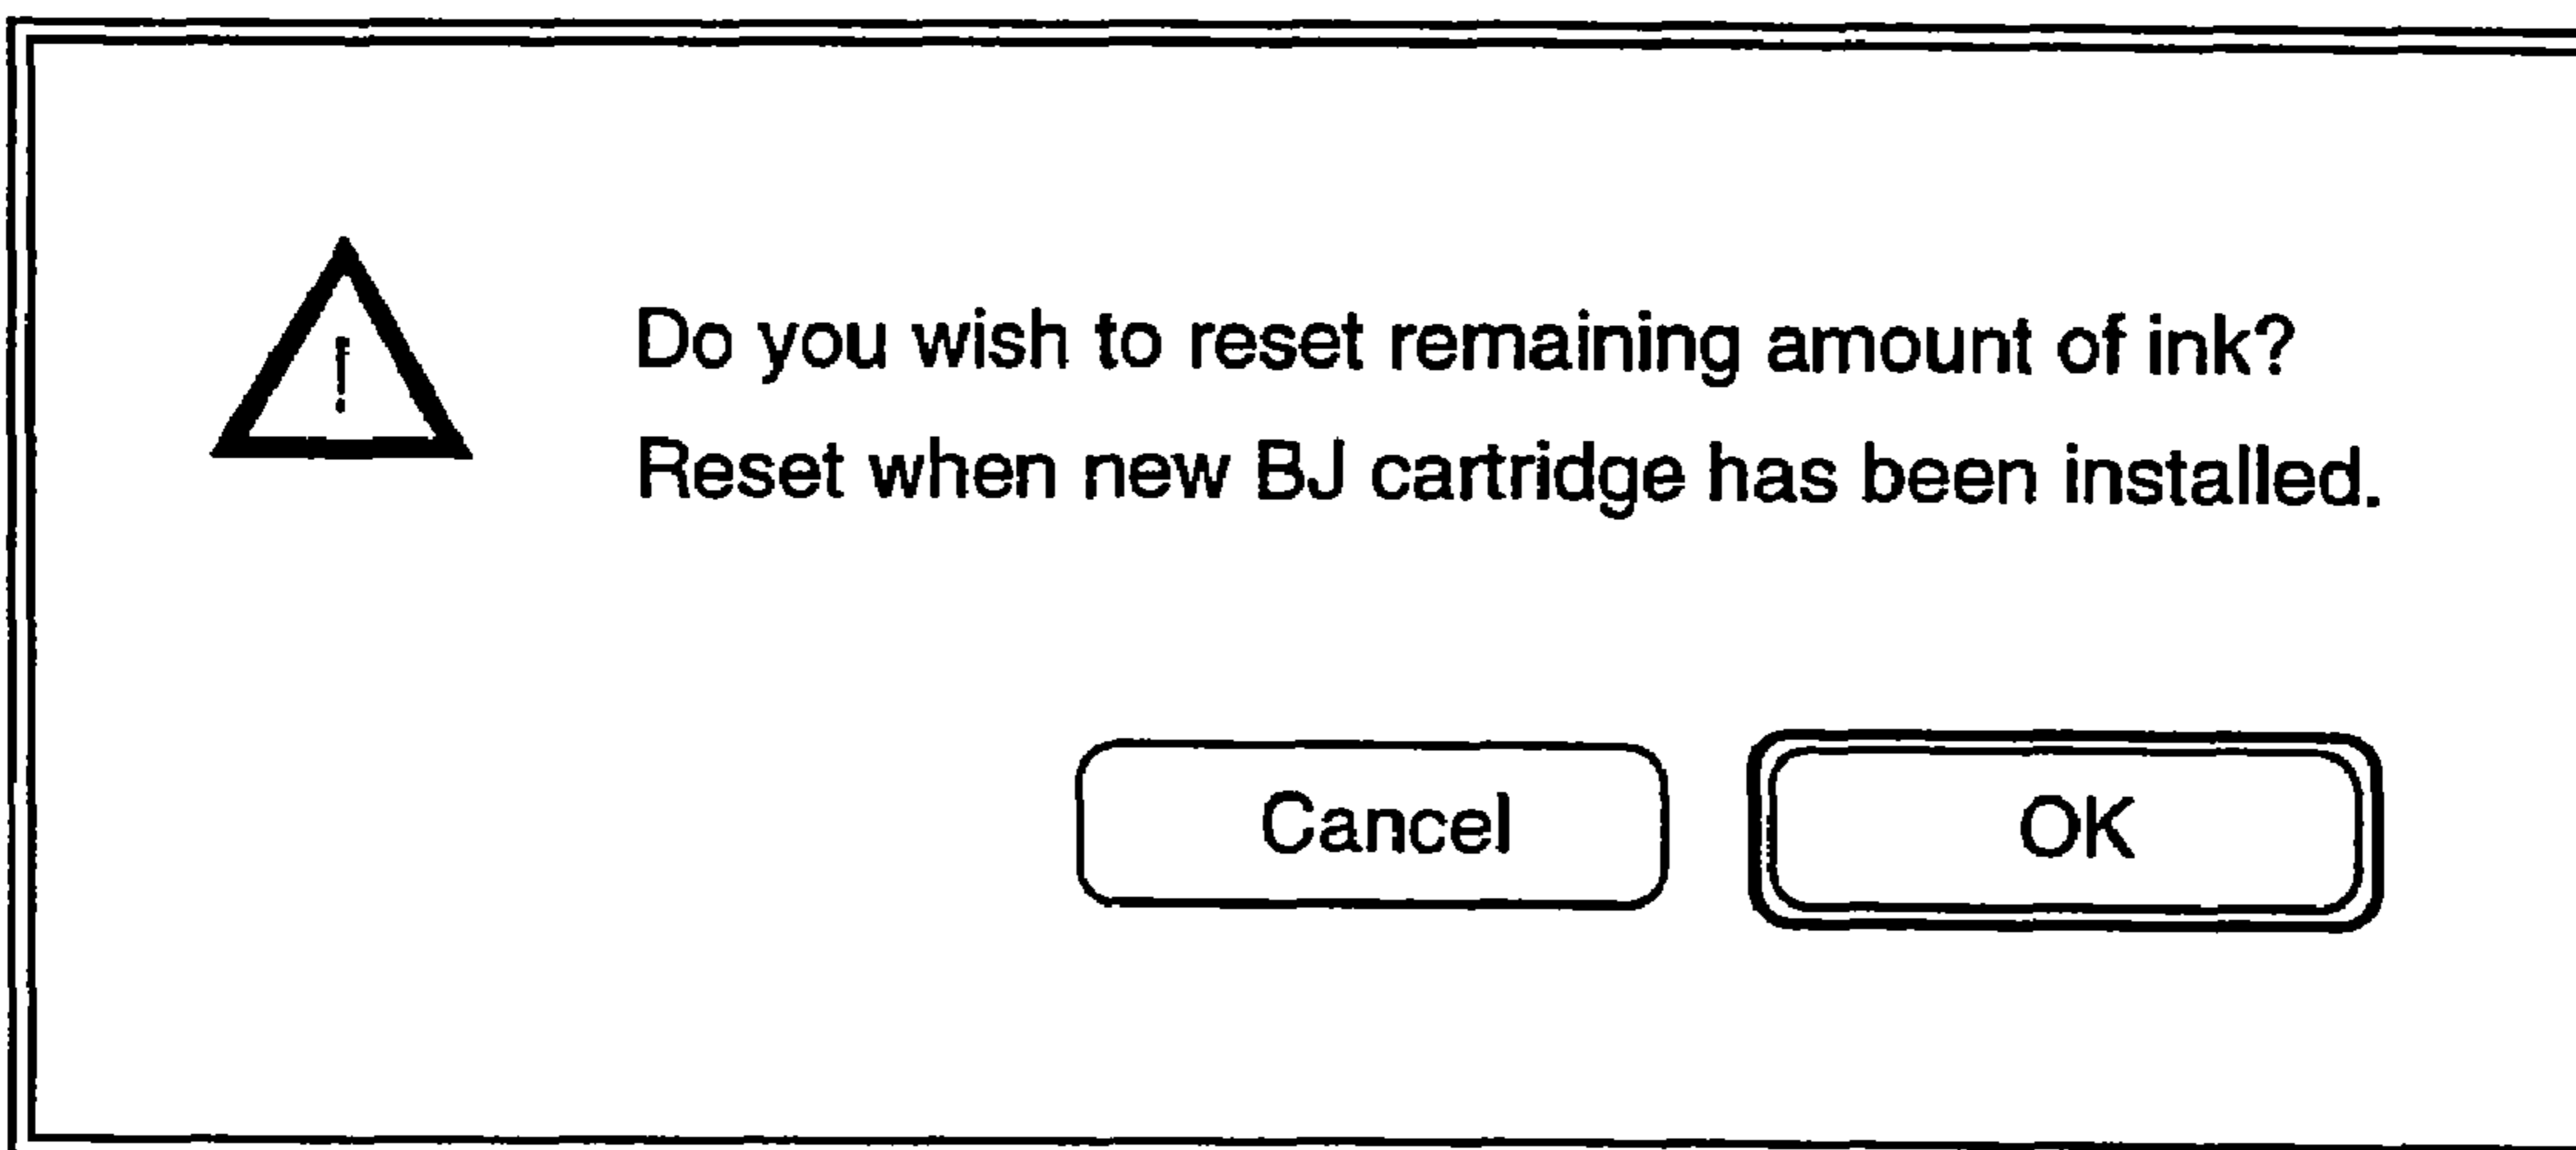 !
Do you wish to reset remaining amount of ink?
Reset when new BJ cartridge has been installed.
Cancel OK